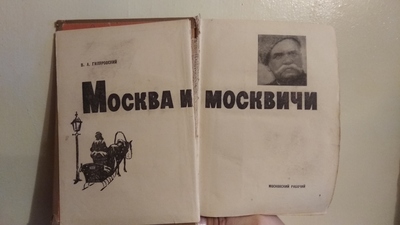 В. А. ГИЛЯРОВСКИЙ
МОСКВА И МОСКВИЧИ
МОСКОВСКИЙ РАБОЧИЙ